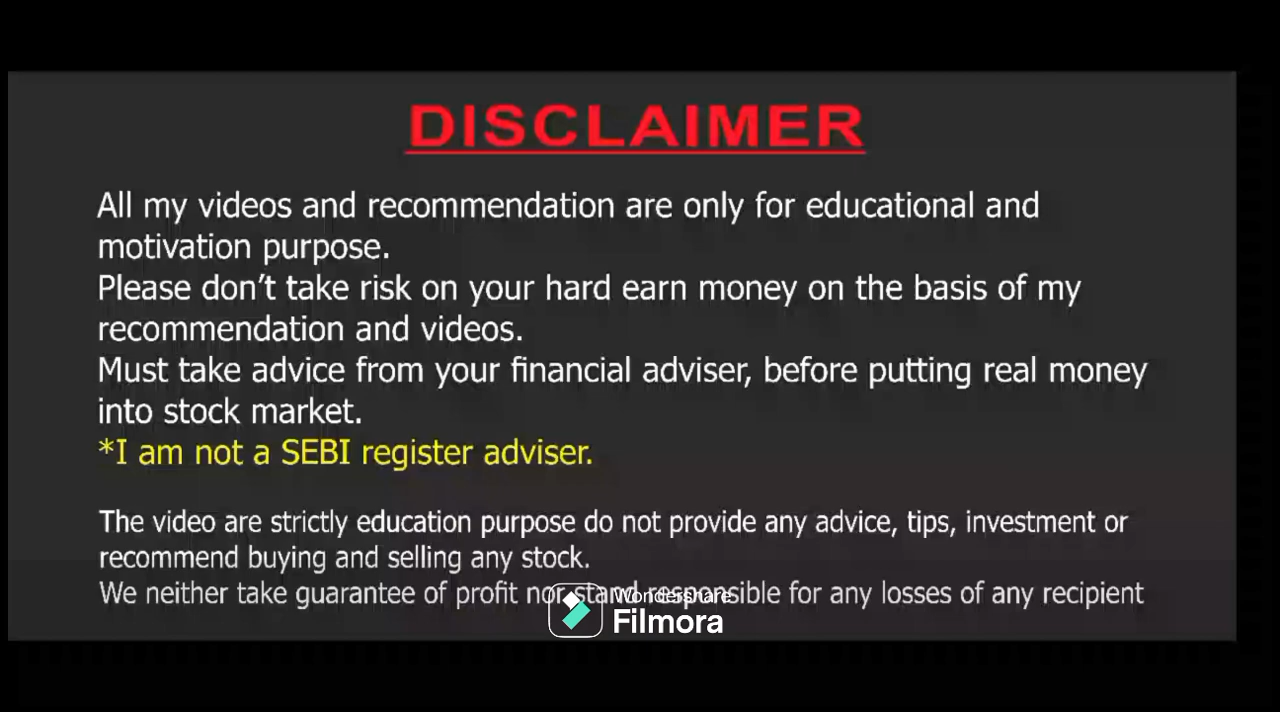 DISCLAIMER
All my videos and recommendation are only for educational and
motivation purpose.
Please don't take risk on your hard earn money on the basis of my
recommendation and videos.
Must take advice from your financial adviser, before putting real money
into stock market.
*I am not a SEBI register adviser.
The video are strictly education purpose do not provide any advice, tips, investment or
recommend buying and selling any stock.
We neither take guarantee of profit nor stand responsible for any losses of any recipient
Wondershare
Filmora